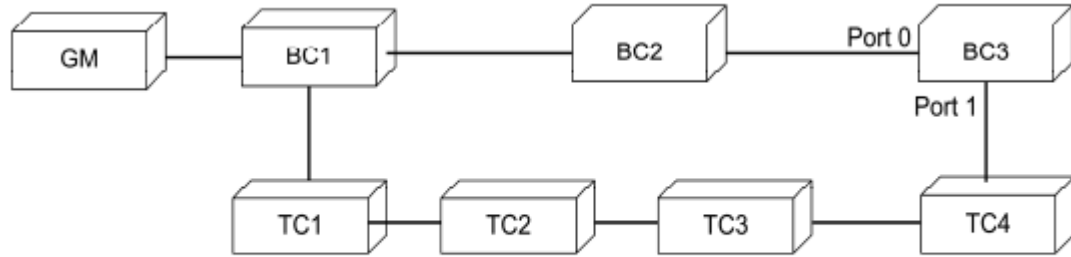 GM
BC1
BC2
Port 0
BC3
Port 1
TC1
TC2
TC3
TC4